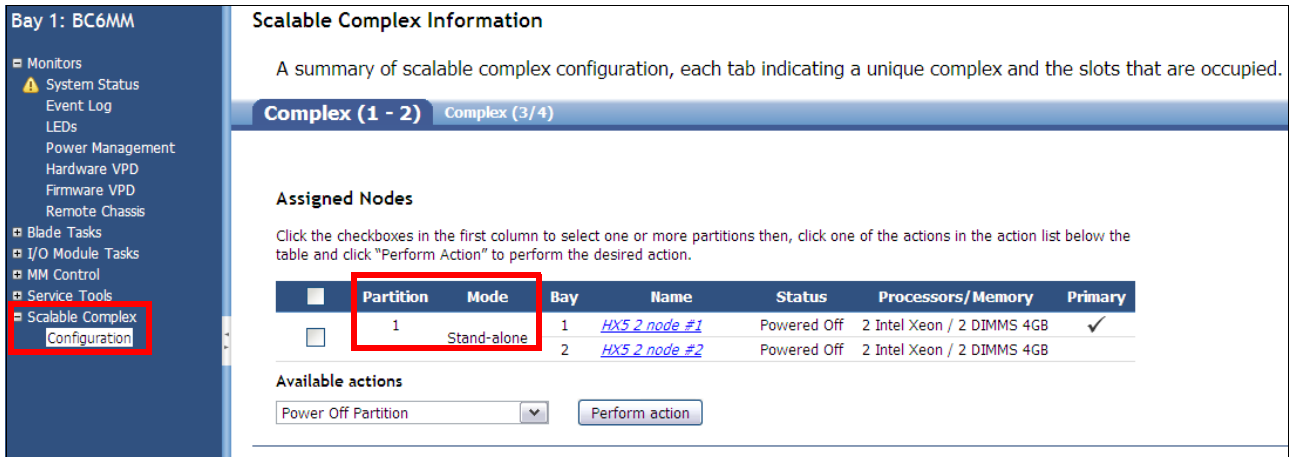 Bay 1: BC6MM
Monitors
System Status
Event Log
LEDs
Power Management
Hardware VPD
Firmware VPD
Remote Chassis
Blade Tasks
I/O Module Tasks
MM Control
Service Tools
Scalable Complex
Configuration
Scalable Complex Information
A summary of scalable complex configuration, each tab indicating a unique complex and the slots that are occupied.
Complex (1 - 2) Complex (3/4)
Assigned Nodes
Click the checkboxes in the first column to select one or more partitions then, click one of the actions in the action list below the
table and click "Perform Action" to perform the desired action.
Partition Mode Bay Name Status Processors/Memory Primary
1 Stand-alone 1 HX5 2 node #1 Powered Off 2 Intel Xeon / 2 DIMMS 4GB ✓
2 HX5 2 node #2 Powered Off 2 Intel Xeon / 2 DIMMS 4GB
Available actions
Power Off Partition Perform action